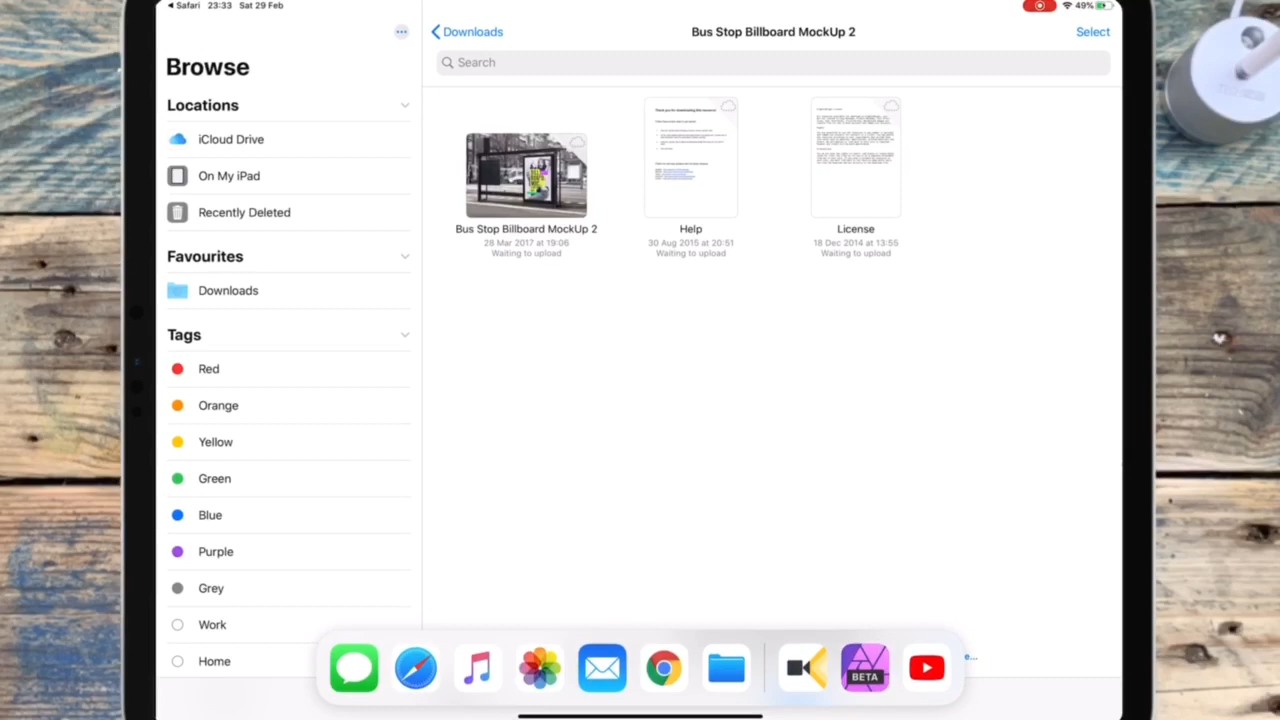 Safari 23:33 Sat 29 Feb
49%
Browse
Locations
iCloud Drive
On My iPad
Recently Deleted
Favourites
Downloads
Tags
Red
Orange
Yellow
Green
Blue
Purple
Grey
Work
Home
Downloads
Bus Stop Billboard MockUp 2
Select
Search
Bus Stop Billboard MockUp 2
28 Mar 2017 at 19:06
Waiting to upload
Help
30 Aug 2015 at 20:51
Waiting to upload
License
18 Dec 2014 at 13:55
Waiting to upload
BETA